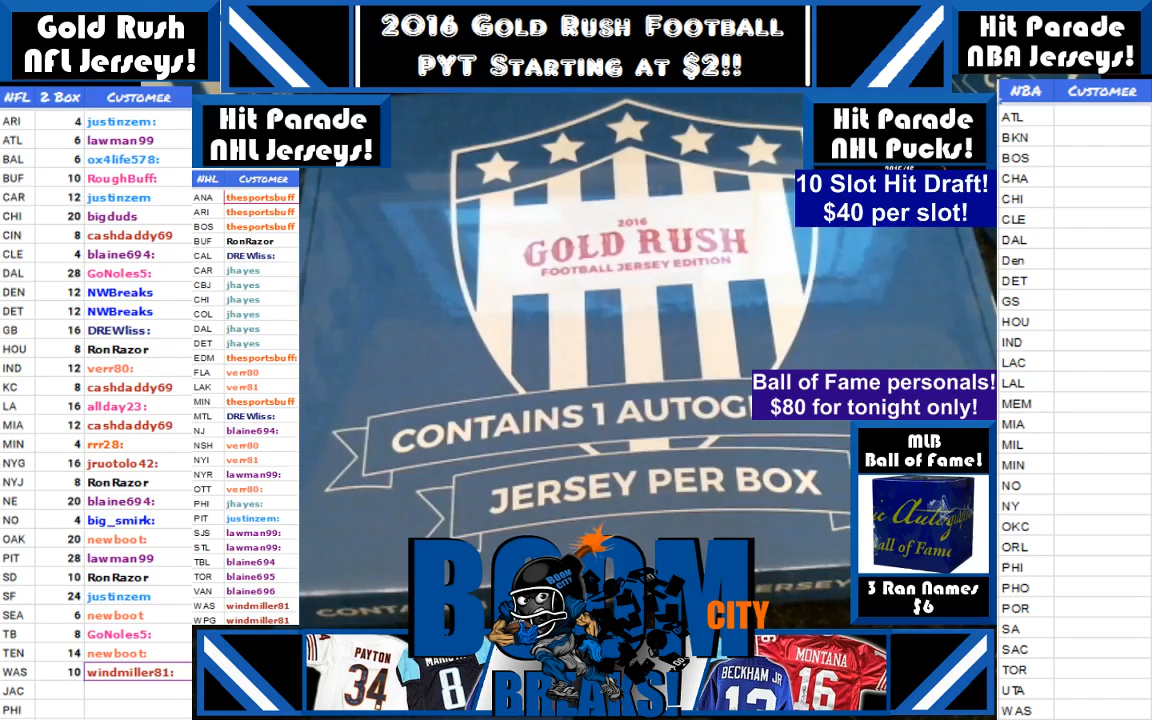 Gold Rush
NFL Jerseys!
2016 Gold Rush Football
PYT Starting at $2!!
Hit Parade
NBA Jerseys!
NFL 2 Box Customer
ARI 4 justinzem:
ATL 6 lawman99
BAL 6 ox4life578:
BUF 10 RoughBuff:
CAR 12 justinzem
CHI 20 bigduds
CIN 8 cashdaddy69
CLE 4 blaine694:
DAL 28 GoNoles5:
DEN 12 NWBreaks
DET 12 NWBreaks
GB 16 DREWliss:
HOU 8 RonRazor
IND 12 verr80:
KC 8 cashdaddy69
LA 16 allday23:
MIA 12 cashdaddy69
MIN 4 rrr28:
NYG 16 jruotolo42:
NYJ 8 RonRazor
NE 20 blaine694:
NO 4 big_smirk:
OAK 20 newboot:
PIT 28 lawman99
SD 10 RonRazor
SF 24 justinzem
SEA 6 newboot
TB 8 GoNoles5:
TEN 14 newboot:
WAS 10 windmiller81:
JAC
PHI
Hit Parade
NHL Jerseys!
NHL Customer
ANA thesportsbuff
ARI thesportsbuff
BOS thesportsbuff
BUF RonRazor
CAL DREWliss:
CAR jhayes
CBJ jhayes
CHI jhayes
COL jhayes
DAL jhayes
DET jhayes
EDM thesportsbuff:
FLA verr80
LAK verr81
MIN thesportsbuff
MTL DREWliss:
NJ blaine694:
NSH verr80
NYI verr81
NYR lawman99:
OTT verr80:
PHI jhayes:
PIT justinzem:
SJS lawman99:
STL lawman99:
TBL blaine694
TOR blaine695
VAN blaine696
WAS windmiller81
WPG windmiller81
2016
GOLD RUSH
FOOTBALL JERSEY EDITION
CONTAINS 1 AUTOG
JERSEY PER BOX
Hit Parade
NHL Pucks!
10 Slot Hit Draft!
$40 per slot!
Ball of Fame personals!
$80 for tonight only!
MLB
Ball of Fame!
3 Ran Names
$6
BOOM
CITY
BREAKS!
BOOM
CITY
PAYTON
34
8
BECKHAM JR
13
MONTANA
16
NBA Customer
ATL
BKN
BOS
CHA
CHI
CLE
DAL
Den
DET
GS
HOU
IND
LAC
LAL
MEM
MIA
MIL
MIN
NO
NY
OKC
ORL
PHI
PHO
POR
SA
SAC
TOR
UTA
WAS